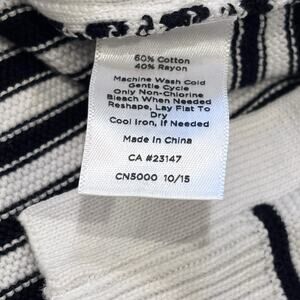 60% Cotton
40% Rayon
Machine Wash Cold
Gentle Cycle
Only Non-Chlorine
Bleach When Needed
Reshape, Lay Flat To
Dry
Cool Iron, If Needed
Made In China
CA #23147
CN5000 10/15